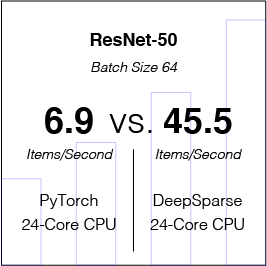 ResNet-50
Batch Size 64
6.9 vs. 45.5
Items/Second Items/Second
PyTorch DeepSparse
24-Core CPU 24-Core CPU